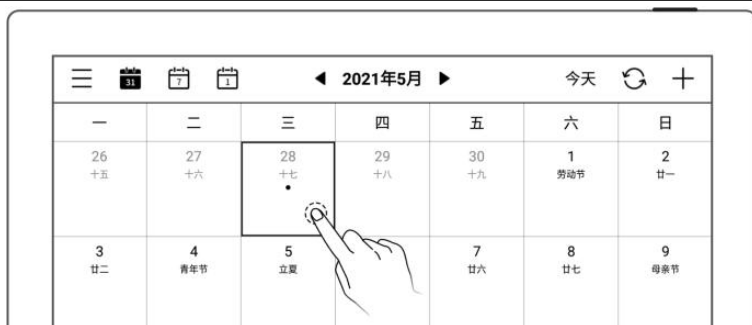 31 7 1 2021年5月 今天
一 二 三 四 五 六 日
26 27 28 29 30 1 2
十五 十六 十七 十八 十九 劳动节 廿一
3 4 5 7 8 9
廿二 青年节 立夏 廿六 廿七 母亲节